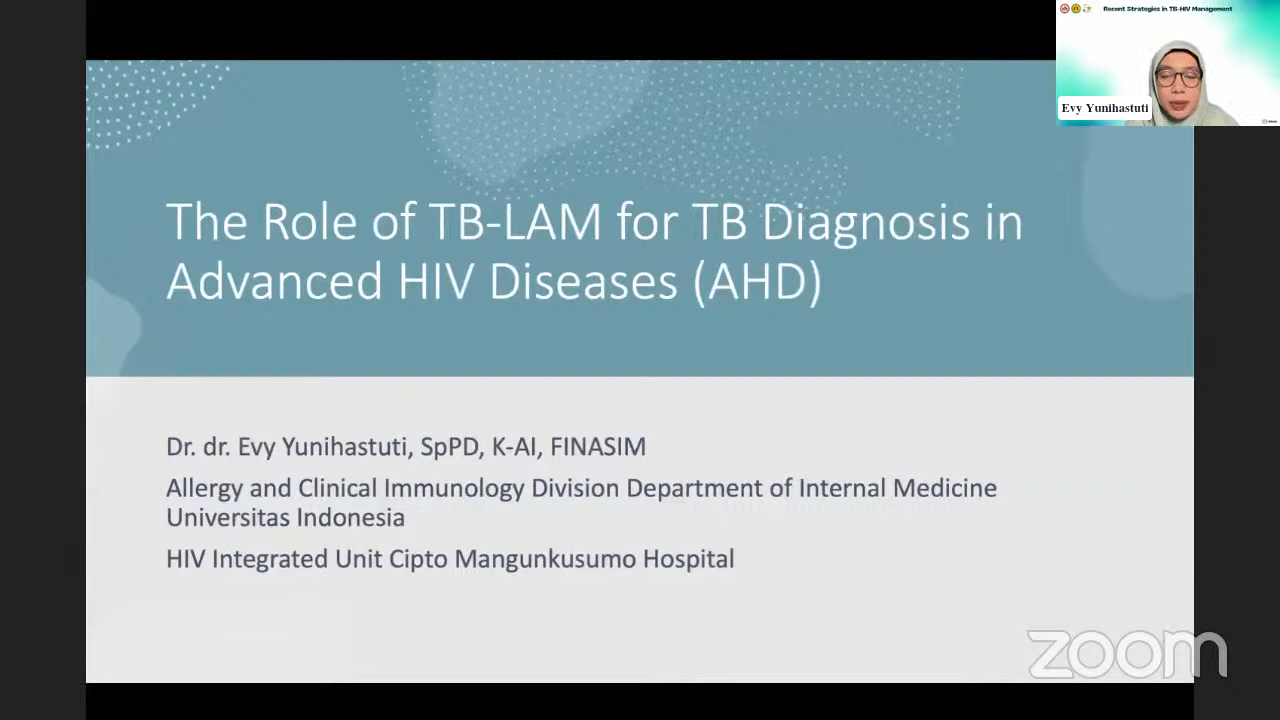 Recent Strategies in TB-HIV Management
Evy Yunihastuti
The Role of TB-LAM for TB Diagnosis in
Advanced HIV Diseases (AHD)
Dr. dr. Evy Yunihastuti, SpPD, K-AI, FINASIM
Allergy and Clinical Immunology Division Department of Internal Medicine
Universitas Indonesia
HIV Integrated Unit Cipto Mangunkusumo Hospital
zoom